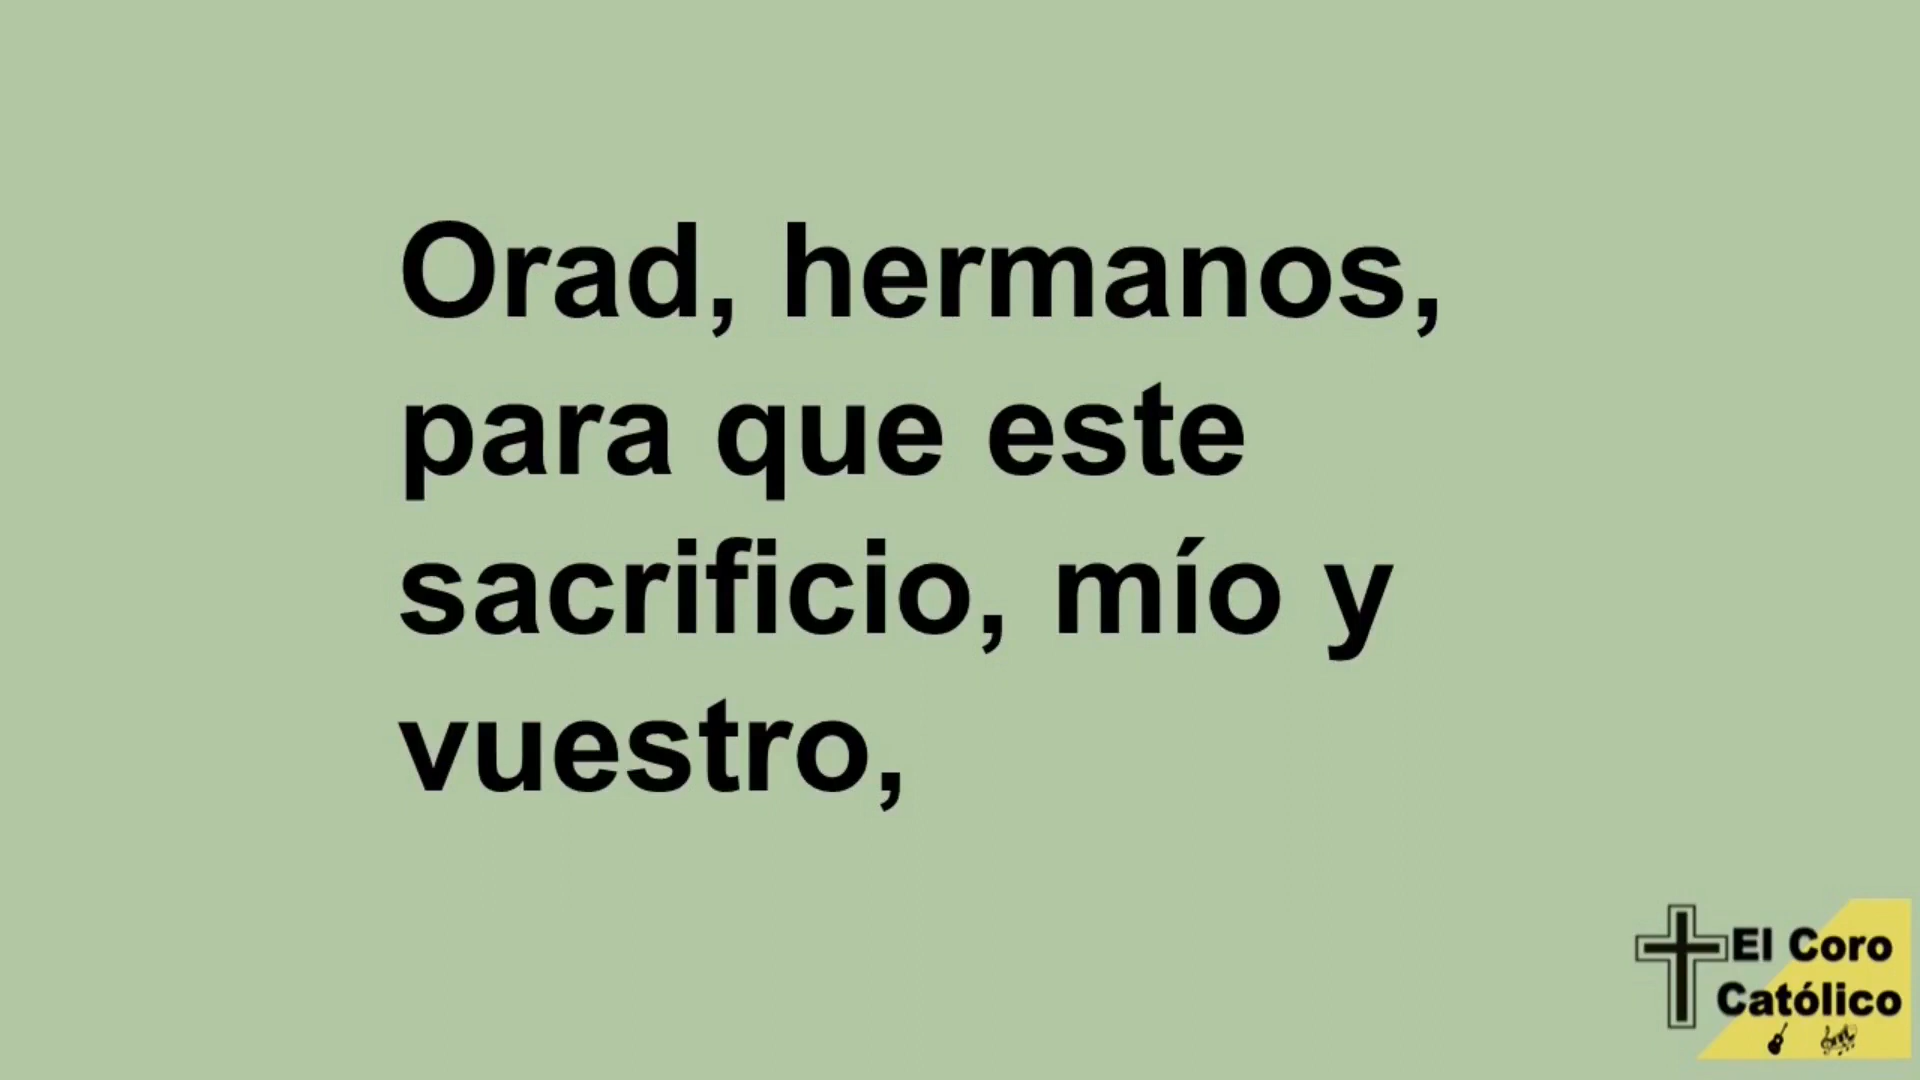 Orad, hermanos,
para que este
sacrificio, mío y
vuestro,
El Coro
Católico